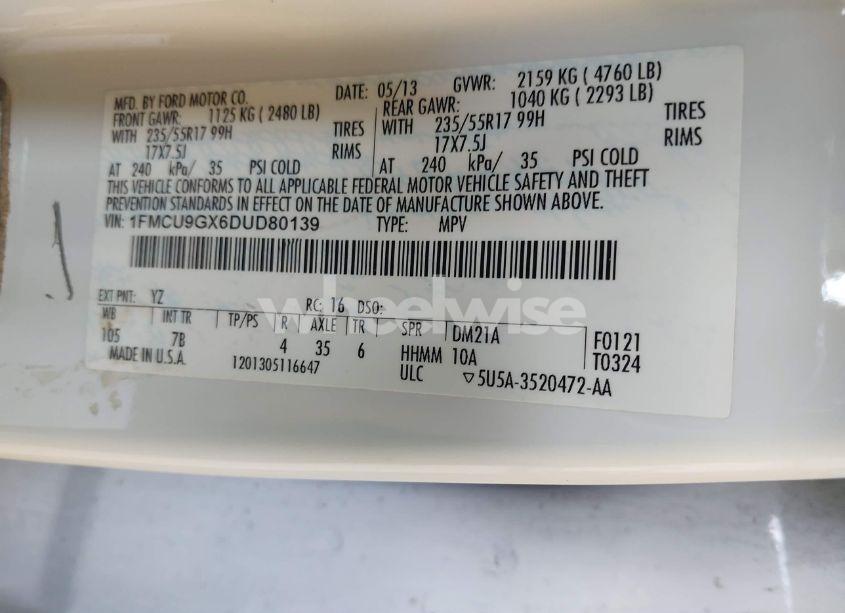 MFD. BY FORD MOTOR CO. DATE: 05/13 GVWR: 2159 KG ( 4760 LB)
FRONT GAWR: 1125 KG ( 2480 LB) REAR GAWR: 1040 KG ( 2293 LB)
WITH 235/55R17 99H TIRES WITH 235/55R17 99H TIRES
17X7.5J RIMS 17X7.5J RIMS
AT 240 kPa/ 35 PSI COLD AT 240 kPa/ 35 PSI COLD
THIS VEHICLE CONFORMS TO ALL APPLICABLE FEDERAL MOTOR VEHICLE SAFETY AND THEFT
PREVENTION STANDARDS IN EFFECT ON THE DATE OF MANUFACTURE SHOWN ABOVE.
VIN: 1FMCU9GX6DUD80139 TYPE: MPV
EXT PNT: YZ RC: 16 DSO:
WB INT TR TP/PS R AXLE TR SPR DM21A F0121
105 7B 4 35 6 HHMM 10A T0324
MADE IN U.S.A. 1201305116647 ULC ▽5U5A-3520472-AA
wheelwise